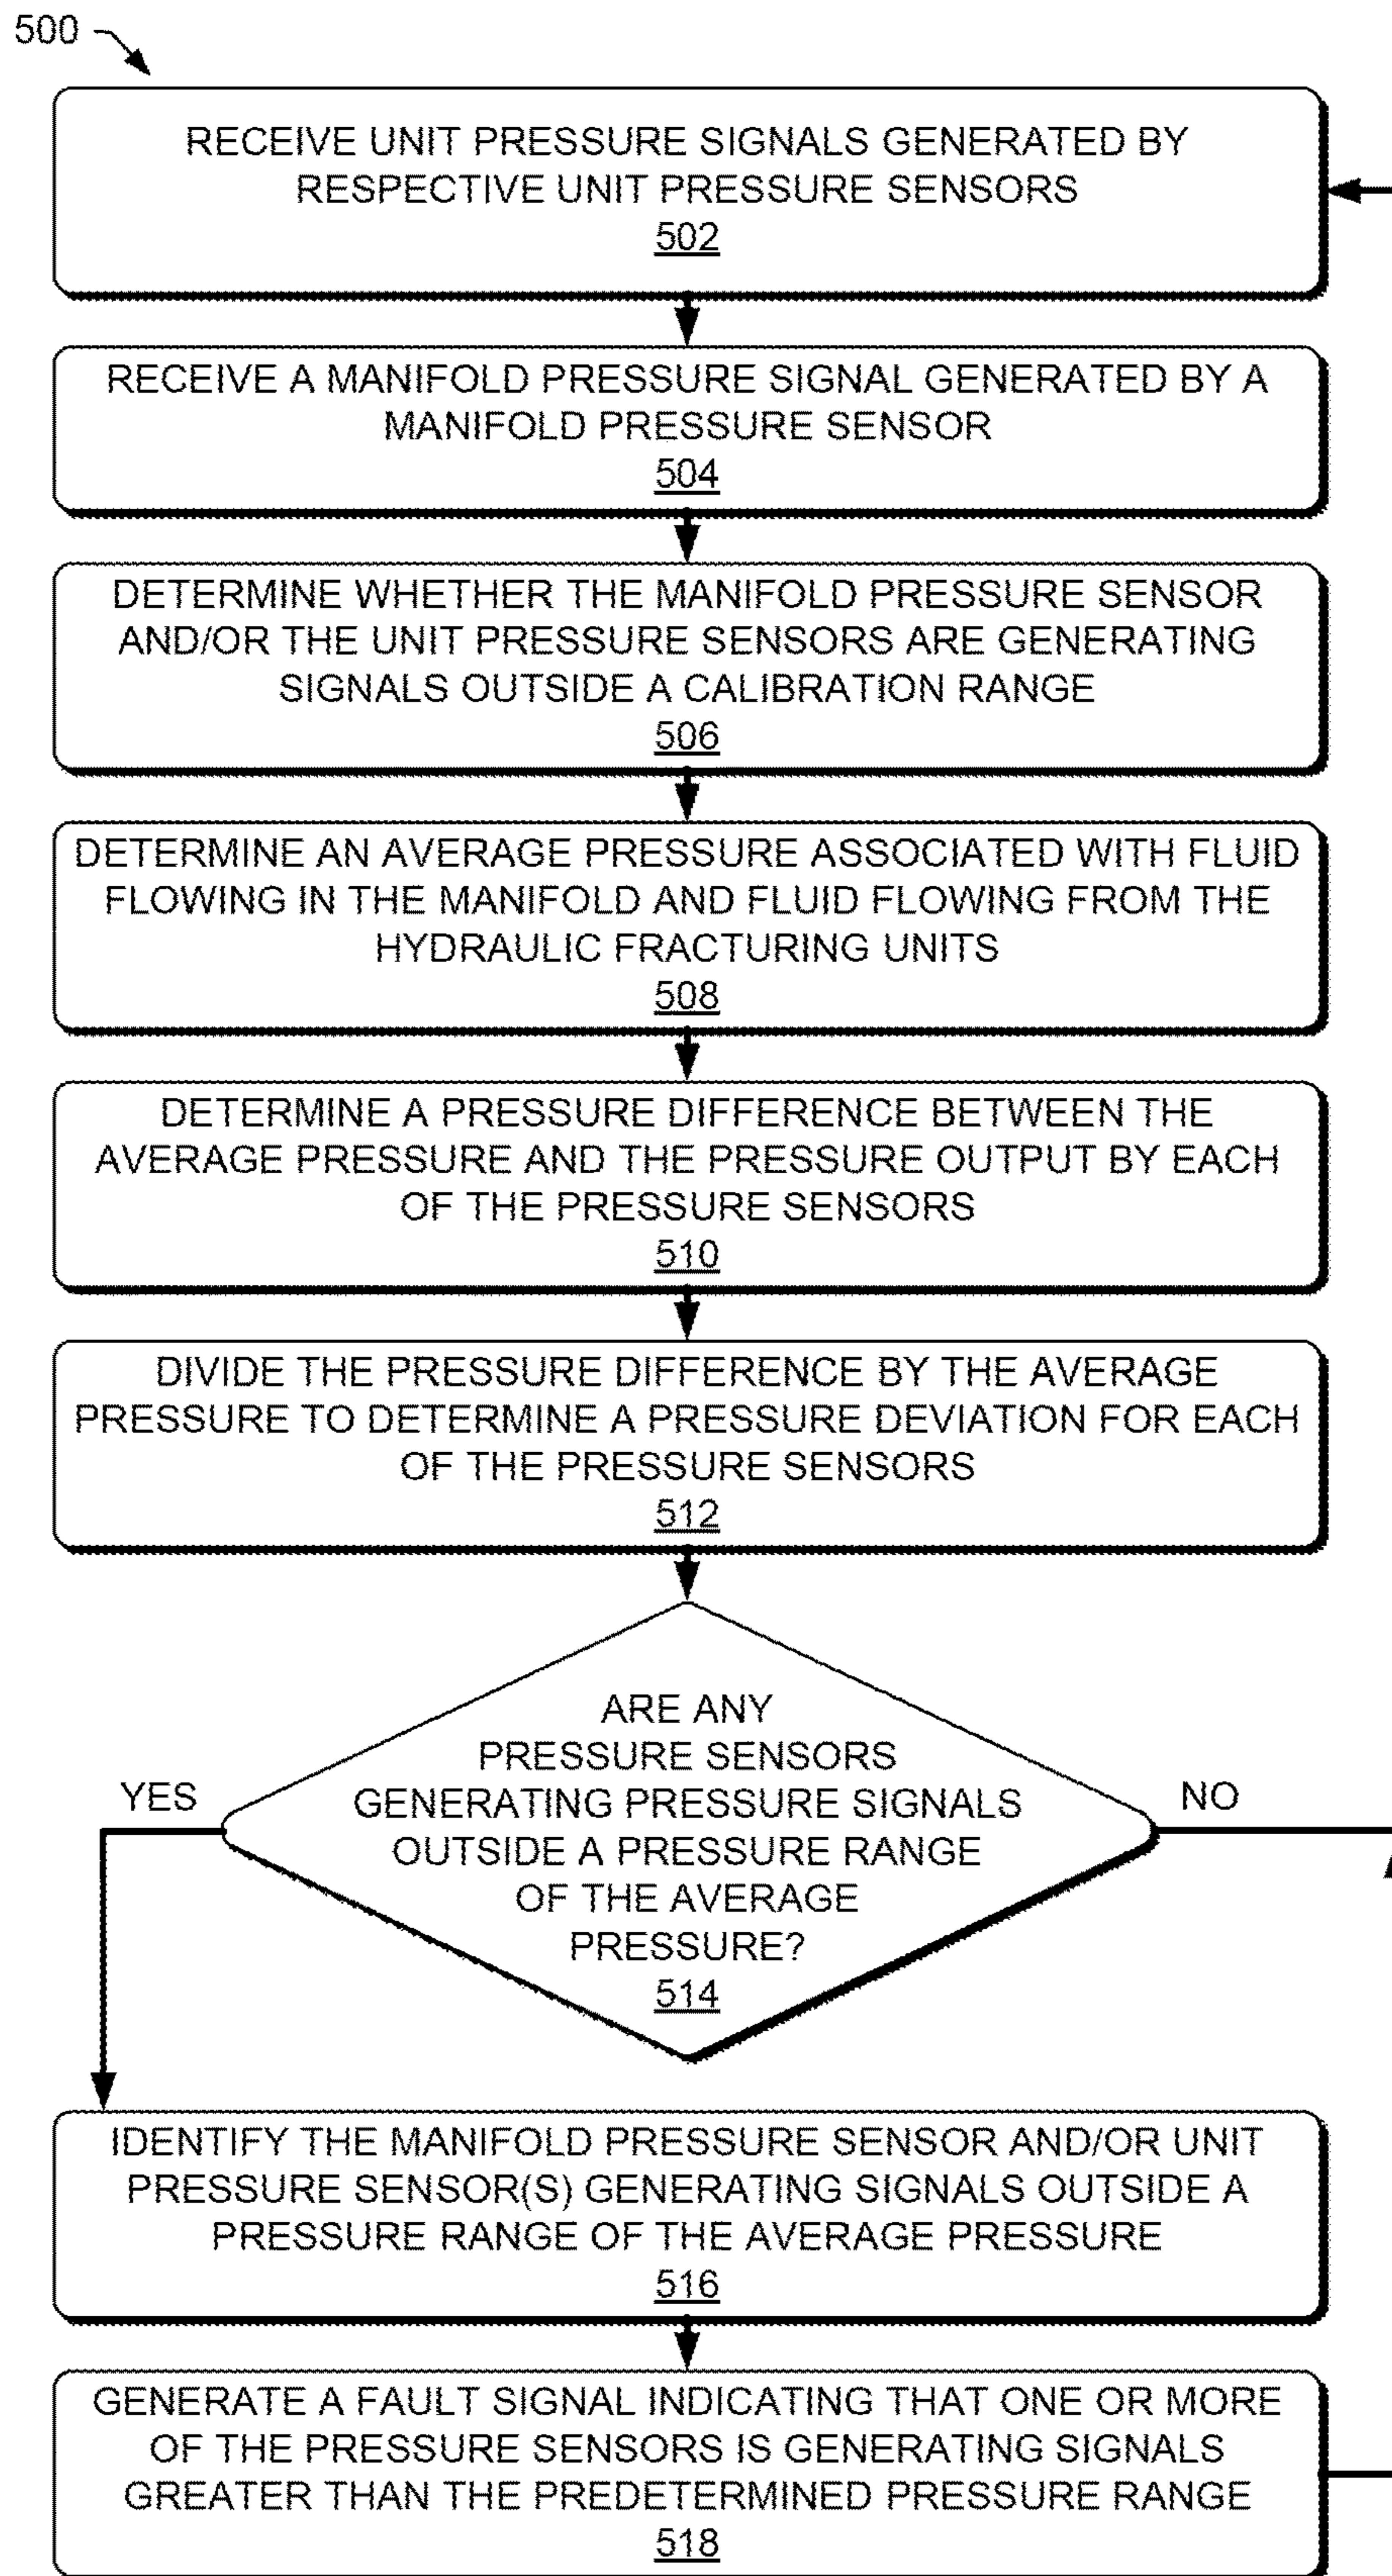 500
RECEIVE UNIT PRESSURE SIGNALS GENERATED BY
RESPECTIVE UNIT PRESSURE SENSORS
502
RECEIVE A MANIFOLD PRESSURE SIGNAL GENERATED BY A
MANIFOLD PRESSURE SENSOR
504
DETERMINE WHETHER THE MANIFOLD PRESSURE SENSOR
AND/OR THE UNIT PRESSURE SENSORS ARE GENERATING
SIGNALS OUTSIDE A CALIBRATION RANGE
506
DETERMINE AN AVERAGE PRESSURE ASSOCIATED WITH FLUID
FLOWING IN THE MANIFOLD AND FLUID FLOWING FROM THE
HYDRAULIC FRACTURING UNITS
508
DETERMINE A PRESSURE DIFFERENCE BETWEEN THE
AVERAGE PRESSURE AND THE PRESSURE OUTPUT BY EACH
OF THE PRESSURE SENSORS
510
DIVIDE THE PRESSURE DIFFERENCE BY THE AVERAGE
PRESSURE TO DETERMINE A PRESSURE DEVIATION FOR EACH
OF THE PRESSURE SENSORS
512
ARE ANY
PRESSURE SENSORS
GENERATING PRESSURE SIGNALS
OUTSIDE A PRESSURE RANGE
OF THE AVERAGE
PRESSURE?
514
YES
NO
IDENTIFY THE MANIFOLD PRESSURE SENSOR AND/OR UNIT
PRESSURE SENSOR(S) GENERATING SIGNALS OUTSIDE A
PRESSURE RANGE OF THE AVERAGE PRESSURE
516
GENERATE A FAULT SIGNAL INDICATING THAT ONE OR MORE
OF THE PRESSURE SENSORS IS GENERATING SIGNALS
GREATER THAN THE PREDETERMINED PRESSURE RANGE
518